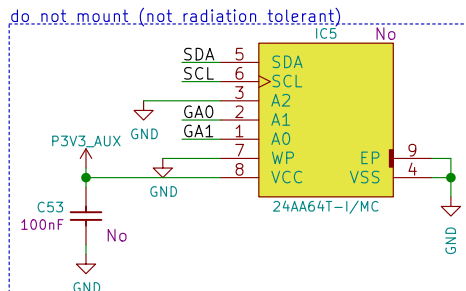 do not mount (not radiation tolerant)
IC5 No
SDA 5 SDA
SCL 6 SCL
3 A2
GND
GA0 2 A1
GA1 1 A0
P3V3_AUX
7 WP EP 9
GND
8 VCC VSS 4
C53
100nF No
24AA64T-I/MC
GND
GND